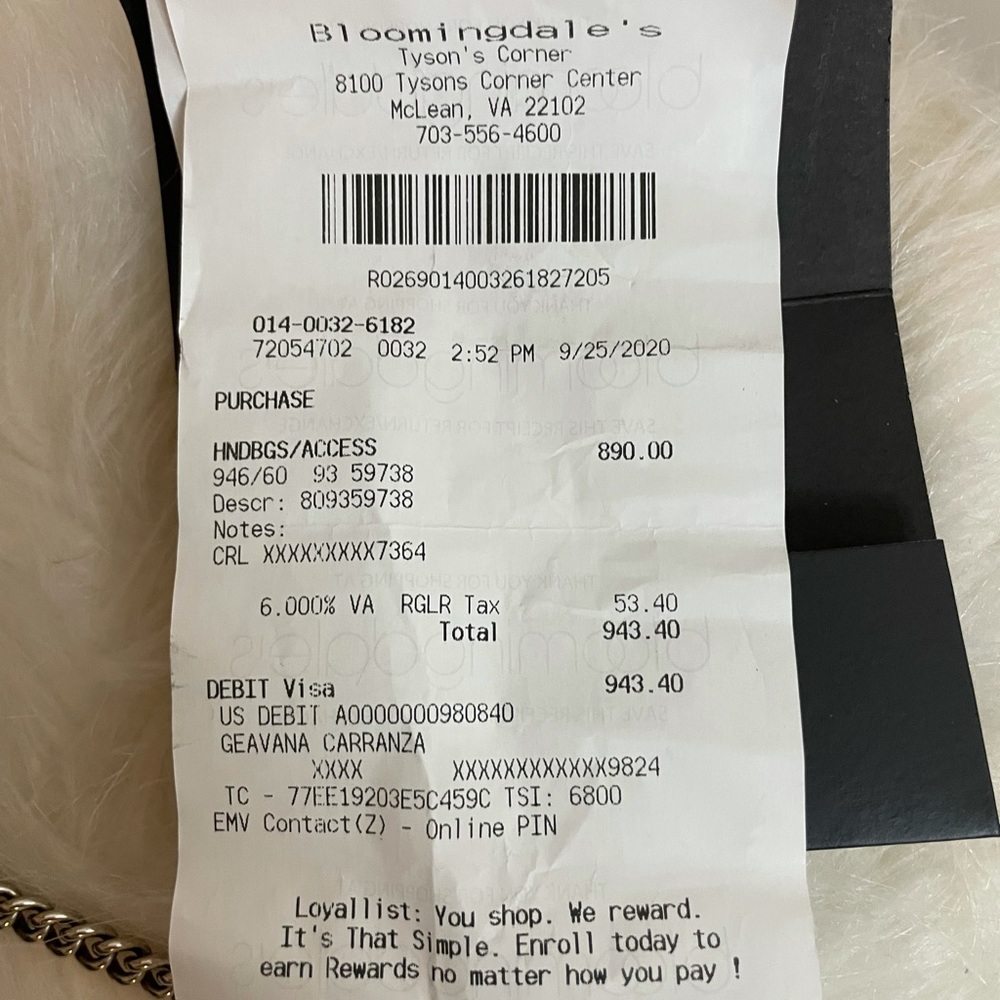 Bloomingdale's
Tyson's Corner
8100 Tysons Corner Center
McLean, VA 22102
703-556-4600
R0269014003261827205
014-0032-6182
72054702 0032 2:52 PM 9/25/2020
PURCHASE
HNDBGS/ACCESS 890.00
946/60 93 59738
Descr: 809359738
Notes:
CRL XXXXXXXXX7364
6.000% VA RGLR Tax 53.40
Total 943.40
DEBIT Visa 943.40
US DEBIT A0000000980840
GEAVANA CARRANZA
XXXX XXXXXXXXXXXX9824
TC - 77EE19203E5C459C TSI: 6800
EMV Contact(Z) - Online PIN
Loyallist: You shop. We reward.
It's That Simple. Enroll today to
earn Rewards no matter how you pay !